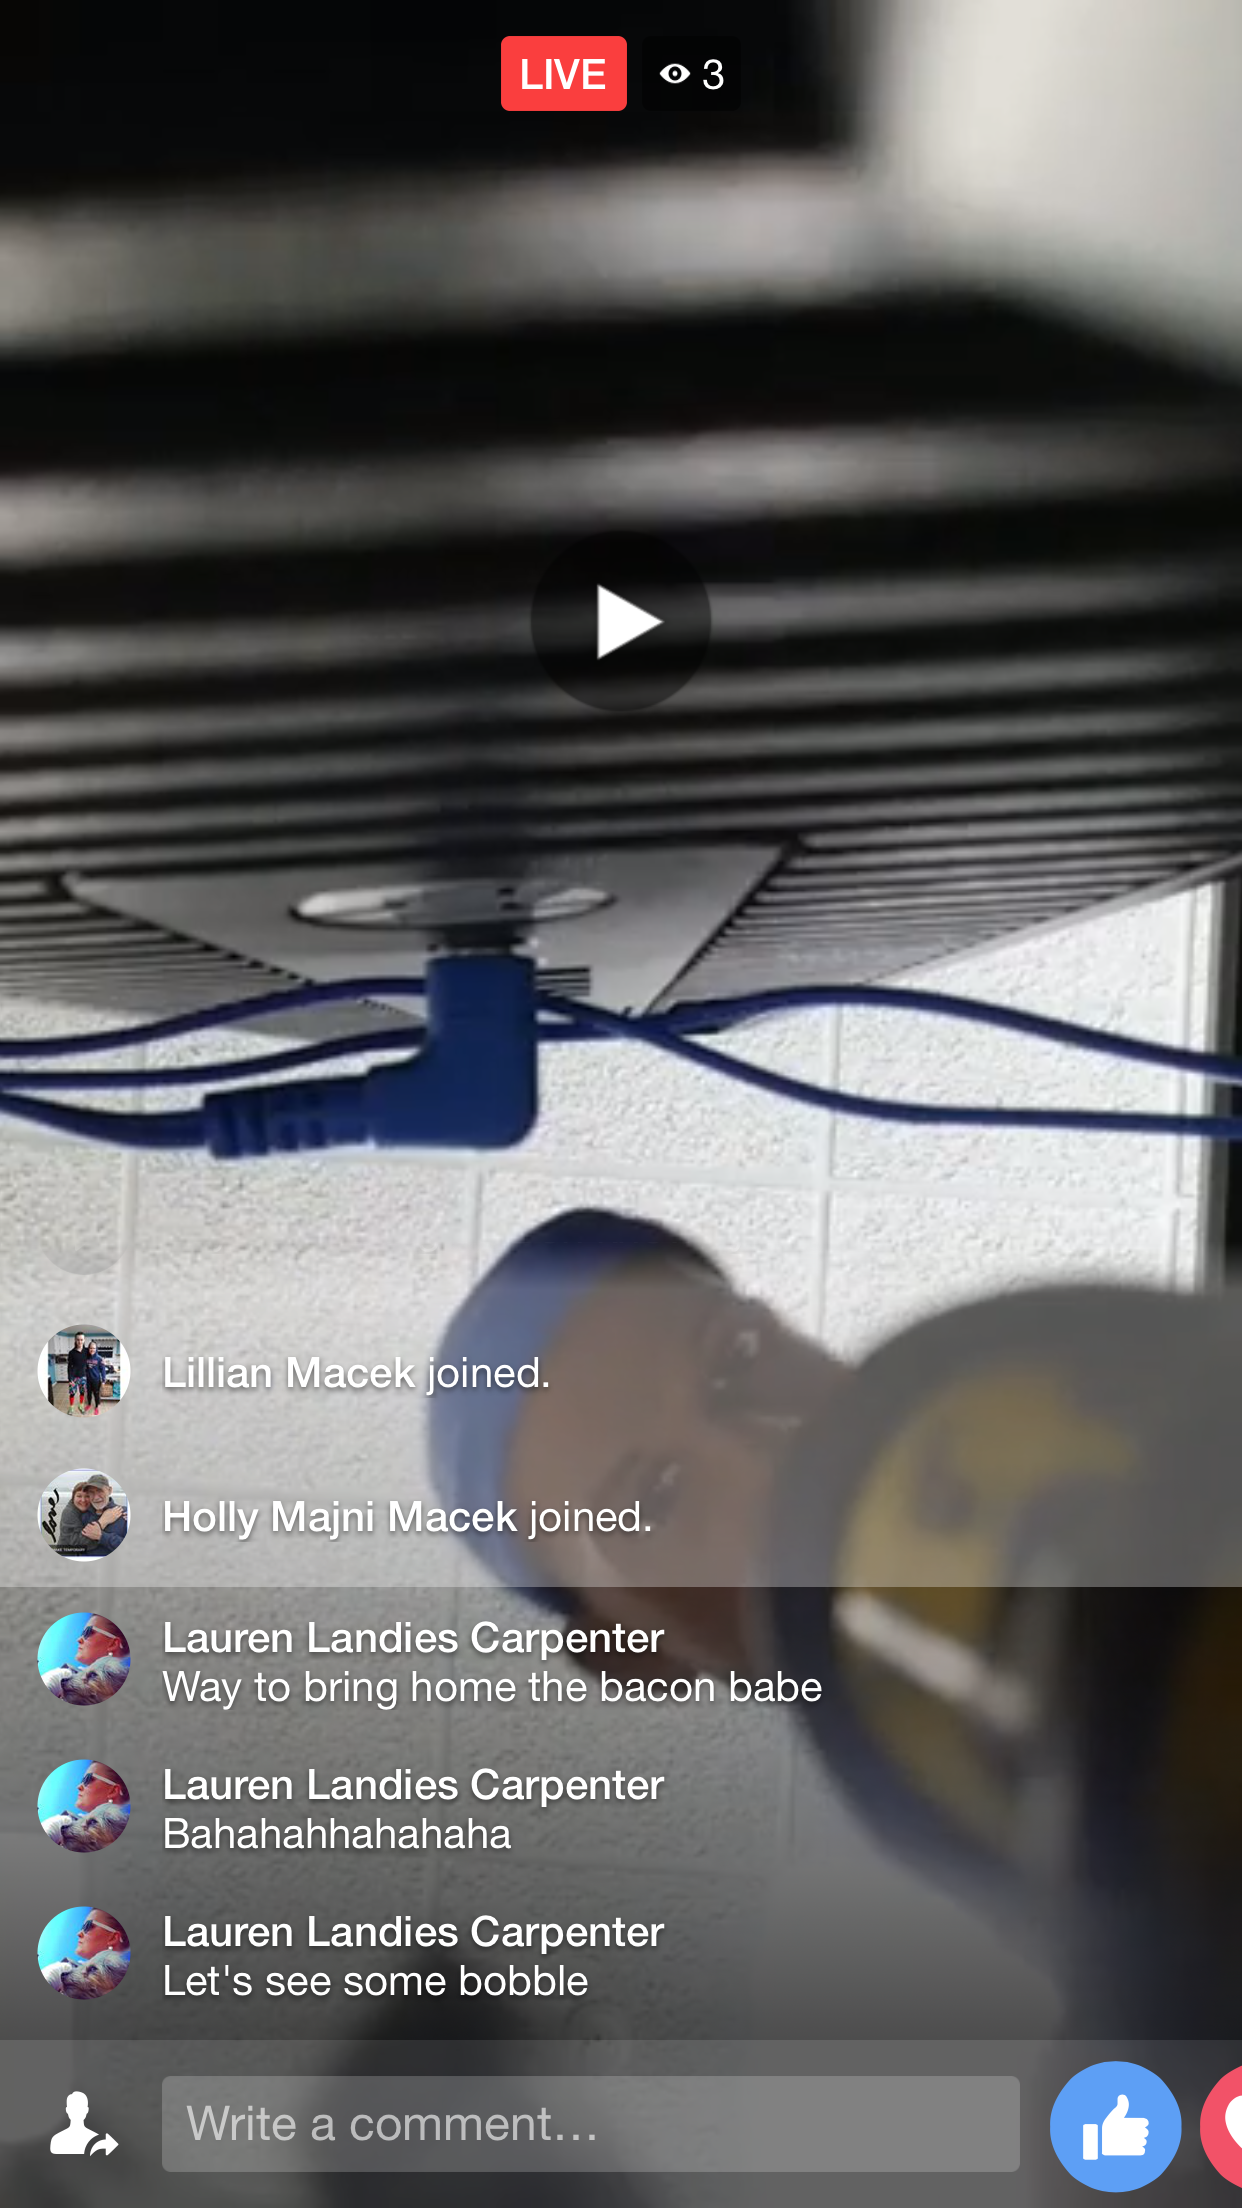 LIVE 3
Lillian Macek joined.
Holly Majni Macek joined.
Lauren Landies Carpenter
Way to bring home the bacon babe
Lauren Landies Carpenter
Bahahahhahahaha
Lauren Landies Carpenter
Let's see some bobble
Write a comment...